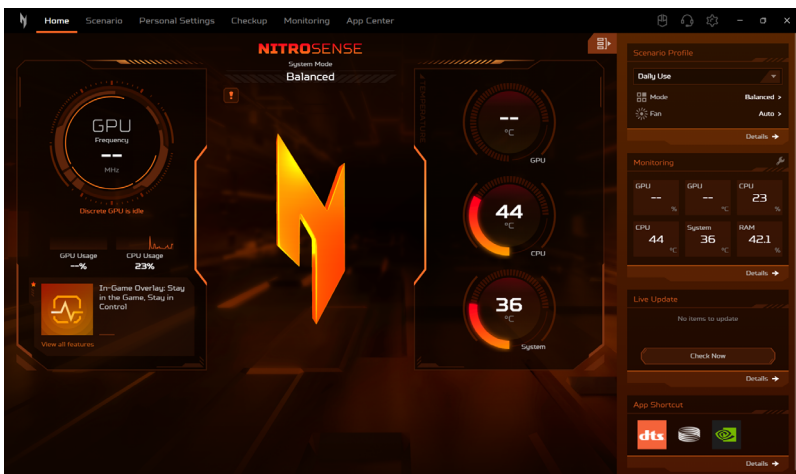 Home Scenario Personal Settings Checkup Monitoring App Center
NITROSENSE
System Mode
Balanced
GPU
Frequency
--
MHz
Discrete GPU is idle
GPU Usage
--%
CPU Usage
23%
In-Game Overlay: Stay
in the Game, Stay in
Control
View all features
TEMPERATURE
--
°C
GPU
44
°C
CPU
36
°C
System
Scenario Profile
Daily Use
Mode Balanced >
Fan Auto >
Details →
Monitoring
GPU
--
%
GPU
--
°C
CPU
23
%
CPU
44
°C
System
36
°C
RAM
42.1
%
Details →
Live Update
No items to update
Check Now
Details →
App Shortcut
dts
Details →